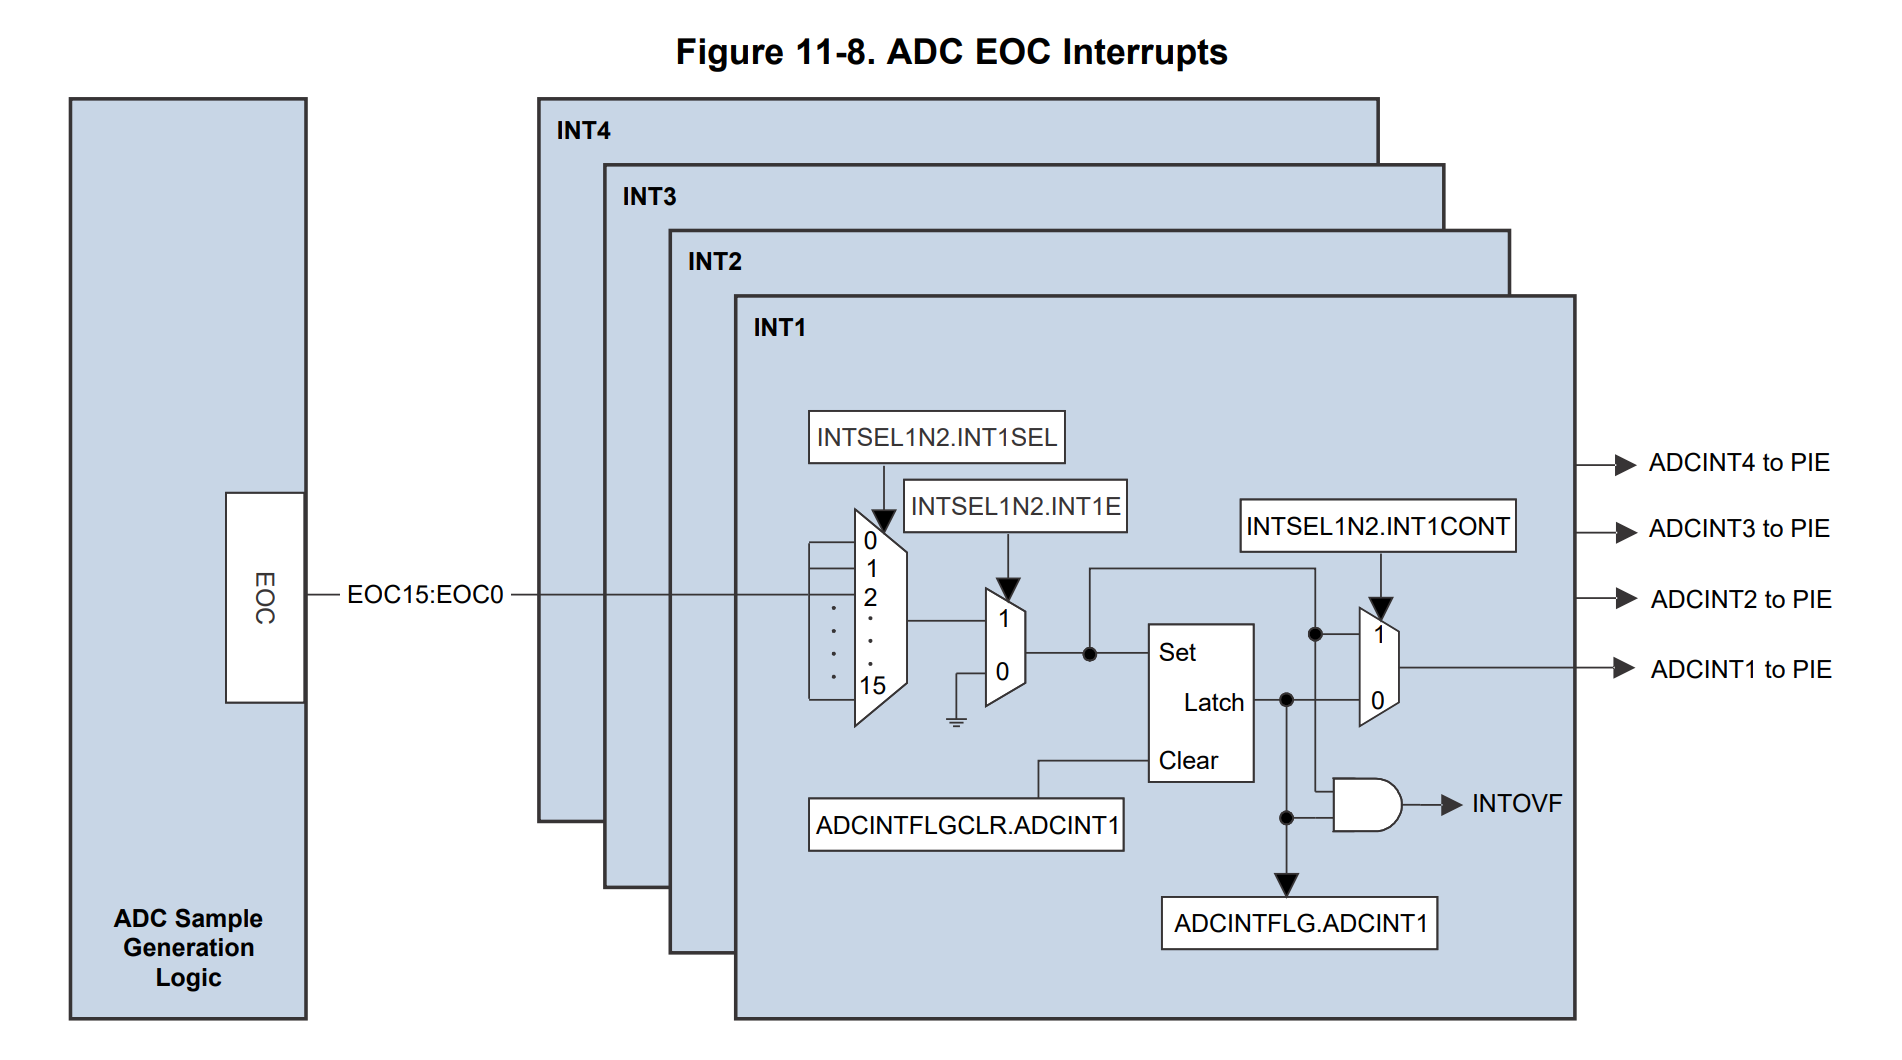 Figure 11-8. ADC EOC Interrupts
INT4
INT3
INT2
INT1
INTSEL1N2.INT1SEL
INTSEL1N2.INT1E
INTSEL1N2.INT1CONT
EOC
EOC15:EOC0
0
1
2
15
1
0
Set
Latch
Clear
1
0
ADCINTFLGCLR.ADCINT1
INTOVF
ADCINTFLG.ADCINT1
ADCINT4 to PIE
ADCINT3 to PIE
ADCINT2 to PIE
ADCINT1 to PIE
ADC Sample
Generation
Logic